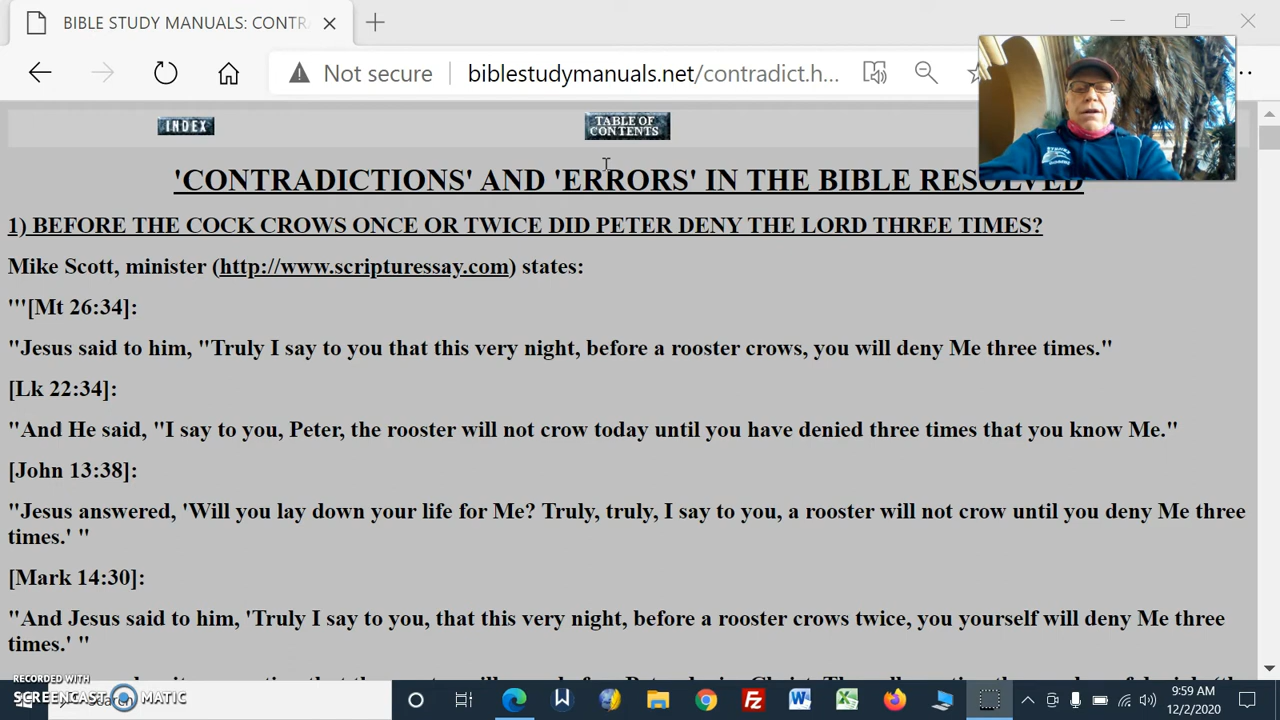 BIBLE STUDY MANUALS: CONTR
Not secure
biblestudymanuals.net/contradict.h...
INDEX
TABLE OF
CONTENTS
'CONTRADICTIONS' AND 'ERRORS' IN THE BIBLE RESOLVED
1) BEFORE THE COCK CROWS ONCE OR TWICE DID PETER DENY THE LORD THREE TIMES?
Mike Scott, minister (http://www.scripturessay.com) states:
'"[Mt 26:34]:
"Jesus said to him, "Truly I say to you that this very night, before a rooster crows, you will deny Me three times."
[Lk 22:34]:
"And He said, "I say to you, Peter, the rooster will not crow today until you have denied three times that you know Me."
[John 13:38]:
"Jesus answered, 'Will you lay down your life for Me? Truly, truly, I say to you, a rooster will not crow until you deny Me three
times.' "
[Mark 14:30]:
"And Jesus said to him, 'Truly I say to you, that this very night, before a rooster crows twice, you yourself will deny Me three
times.' "
RECORDED WITH
SCREENCAST MATIC
Search
9:59 AM
12/2/2020